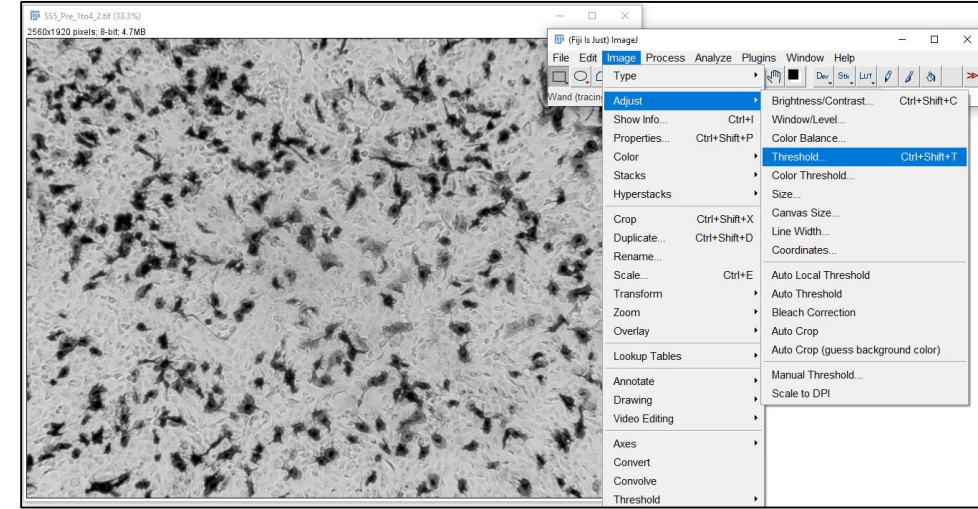 SS5_Pre_1to4_2.tif (33.3%)
2560x1920 pixels; 8-bit; 4.7MB
(Fiji Is Just) ImageJ
File Edit Image Process Analyze Plugins Window Help
Dev Stk LUT
Wand (tracing
Type
Adjust
Show Info... Ctrl+I
Properties... Ctrl+Shift+P
Color
Stacks
Hyperstacks
Crop Ctrl+Shift+X
Duplicate... Ctrl+Shift+D
Rename...
Scale... Ctrl+E
Transform
Zoom
Overlay
Lookup Tables
Annotate
Drawing
Video Editing
Axes
Convert
Convolve
Threshold
Brightness/Contrast... Ctrl+Shift+C
Window/Level...
Color Balance...
Threshold... Ctrl+Shift+T
Color Threshold...
Size...
Canvas Size...
Line Width...
Coordinates...
Auto Local Threshold
Auto Threshold
Bleach Correction
Auto Crop
Auto Crop (guess background color)
Manual Threshold...
Scale to DPI